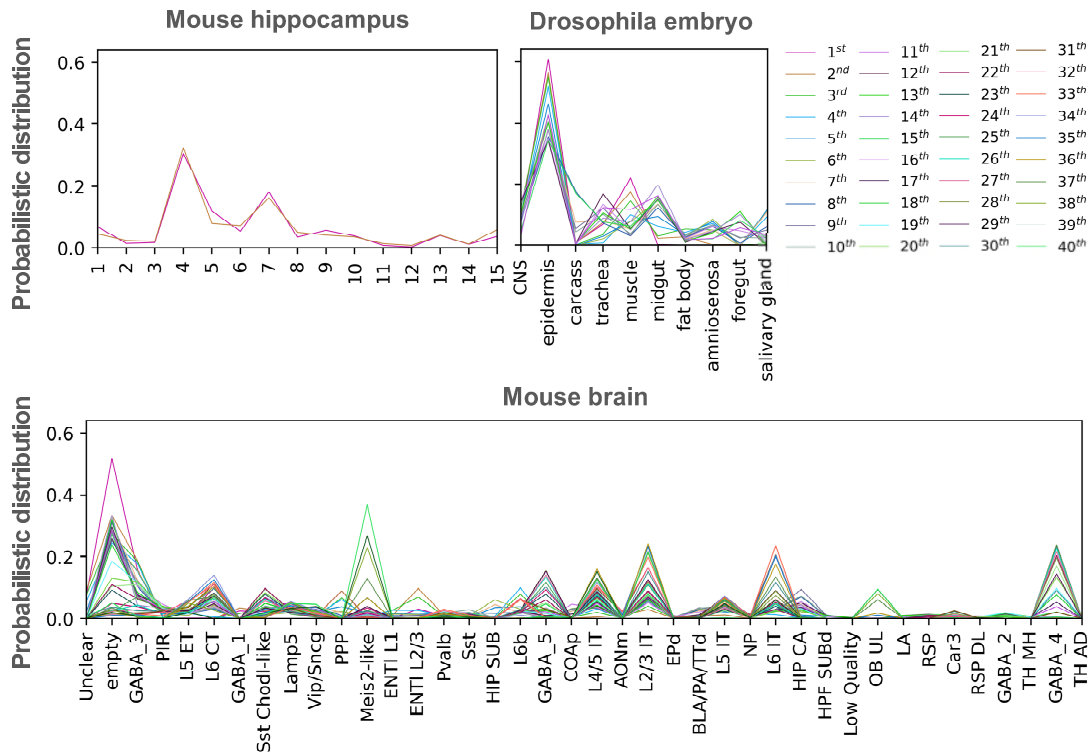 Mouse hippocampus
Drosophila embryo
Probabilistic distribution
0.6
0.4
0.2
0.0
1 2 3 4 5 6 7 8 9 10 11 12 13 14 15
CNS
epidermis
carcass
trachea
muscle
midgut
fat body
amnioserosa
foregut
salivary gland
1st 11th 21th 31th
2nd 12th 22th 32th
3rd 13th 23th 33th
4th 14th 24th 34th
5th 15th 25th 35th
6th 16th 26th 36th
7th 17th 27th 37th
8th 18th 28th 38th
9th 19th 29th 39th
10th 20th 30th 40th
Mouse brain
Probabilistic distribution
0.6
0.4
0.2
0.0
Unclear
empty
GABA_3
PIR
L5 ET
L6 CT
GABA_1
Sst Chodl-like
Lamp5
Vip/Sncg
PPP
Meis2-like
ENTl L1
ENTl L2/3
Pvalb
Sst
HIP SUB
L6b
GABA_5
COAp
L4/5 IT
AONm
L2/3 IT
EPd
BLA/PA/TTd
L5 IT
NP
L6 IT
HIP CA
HPF SUBd
Low Quality
OB UL
LA
RSP
Car3
RSP DL
GABA_2
TH MH
GABA_4
TH AD